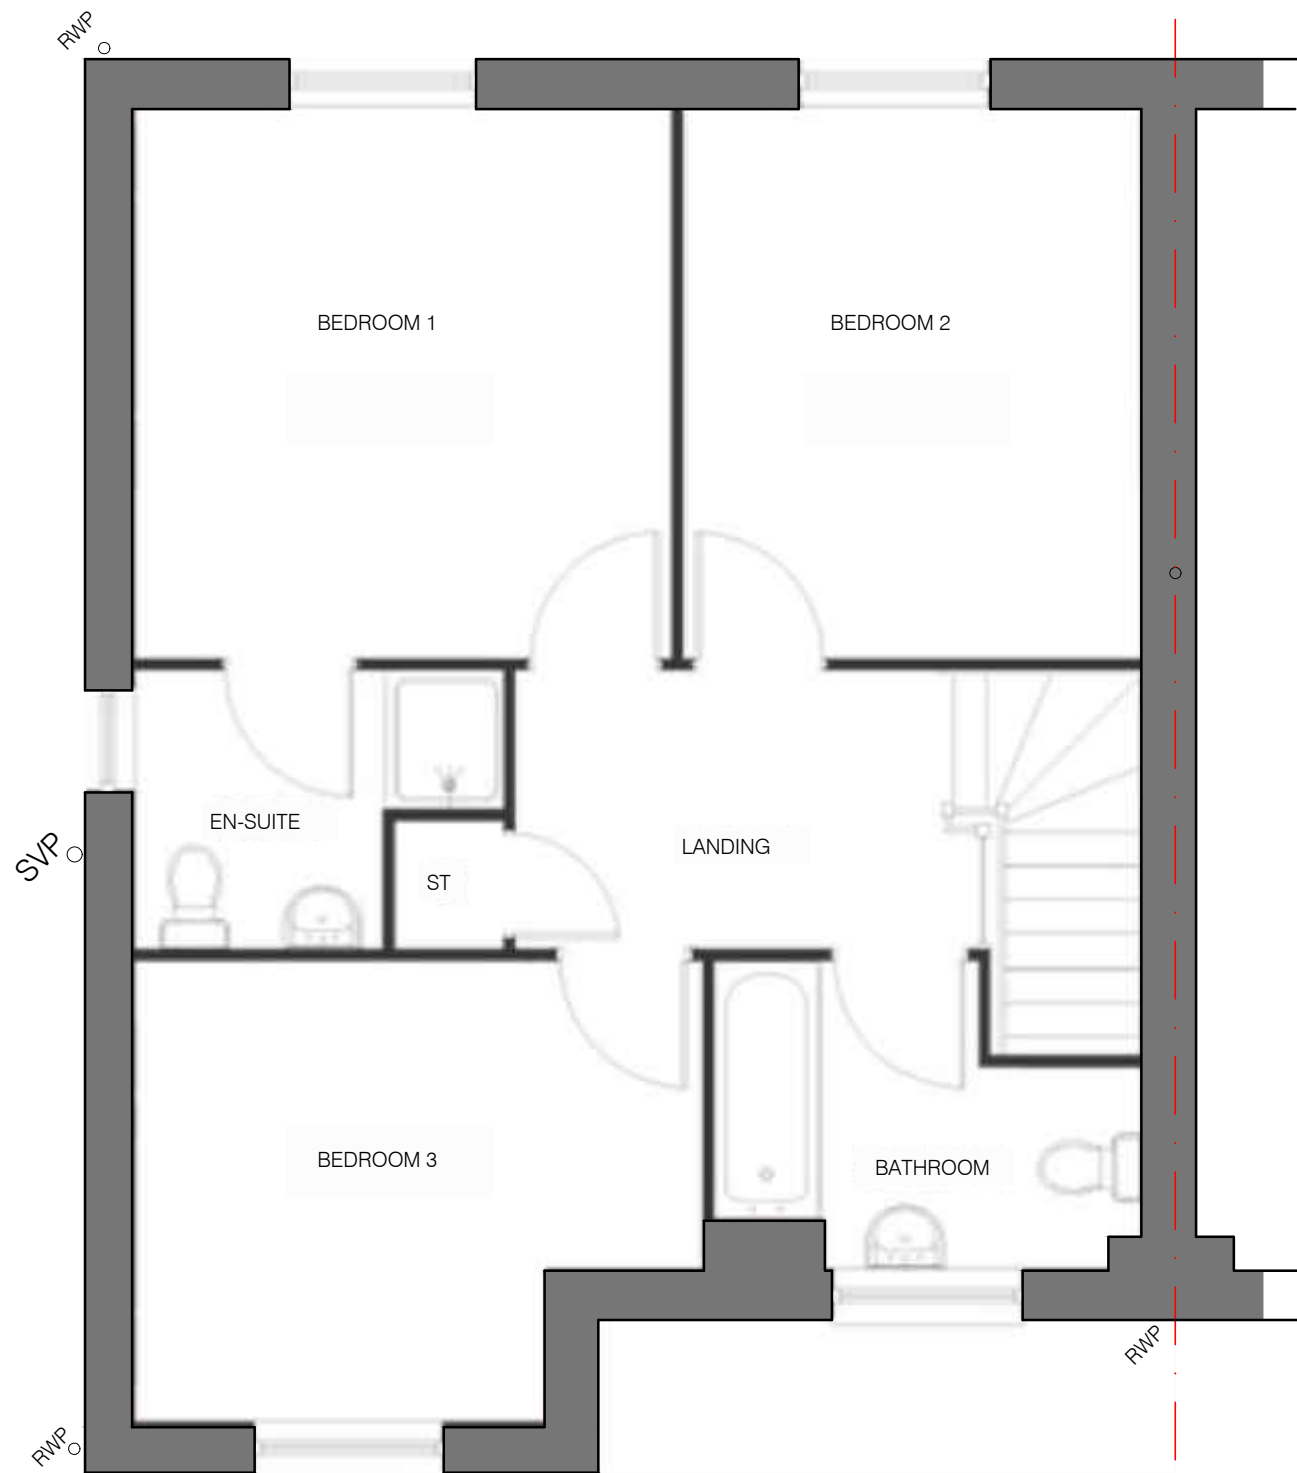 RWP
BEDROOM 1
BEDROOM 2
EN-SUITE
SVP
LANDING
ST
BEDROOM 3
BATHROOM
RWP
RWP